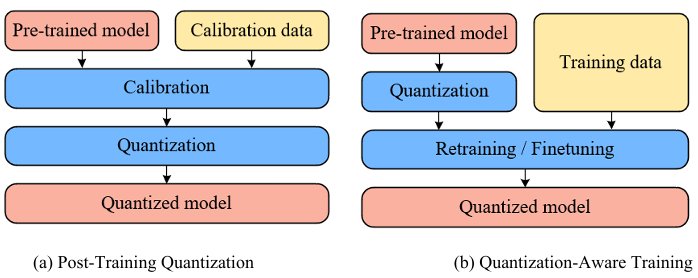 Pre-trained model
Calibration data
Calibration
Quantization
Quantized model
(a) Post-Training Quantization
Pre-trained model
Training data
Quantization
Retraining / Finetuning
Quantized model
(b) Quantization-Aware Training